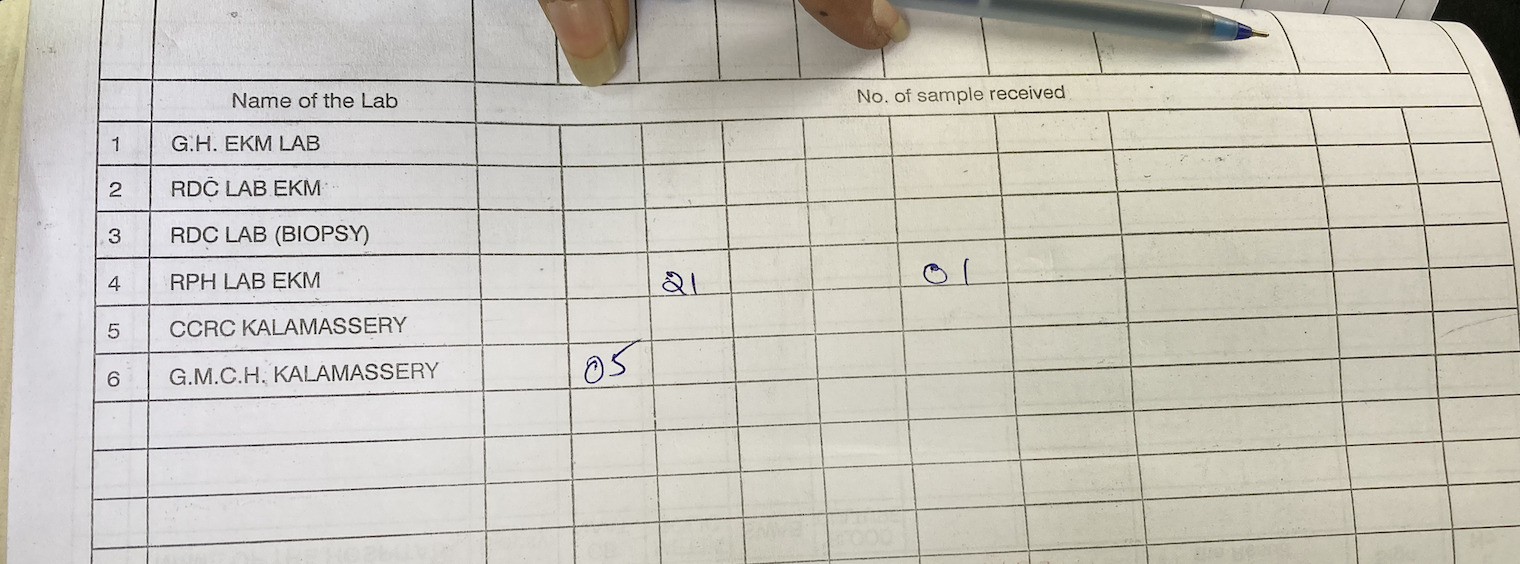 Name of the Lab No. of sample received
1 G.H. EKM LAB
2 RDC LAB EKM
3 RDC LAB (BIOPSY)
4 RPH LAB EKM 21 01
5 CCRC KALAMASSERY
6 G.M.C.H. KALAMASSERY 05